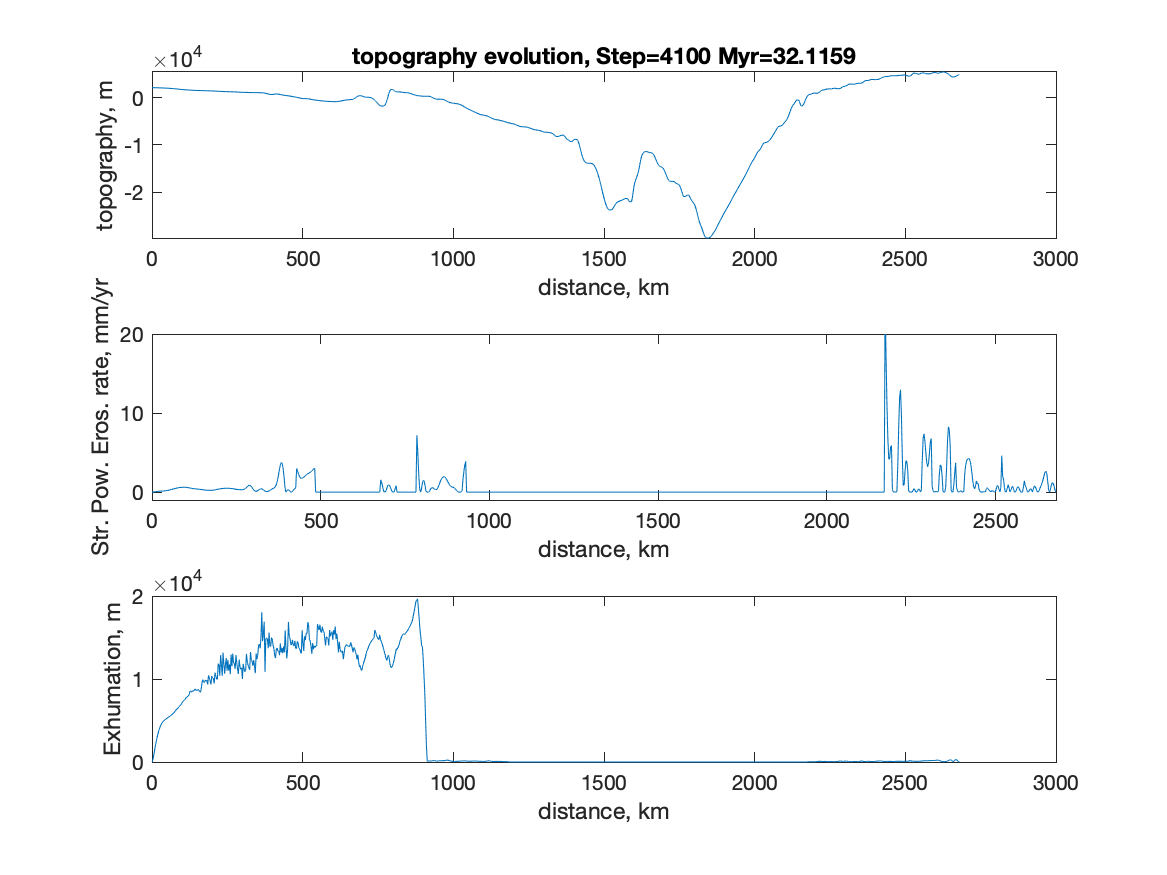 topography evolution, Step=4100 Myr=32.1159
×10^4
topography, m
0
-1
-2
0 500 1000 1500 2000 2500 3000
distance, km
Str. Pow. Eros. rate, mm/yr
20
10
0
0 500 1000 1500 2000 2500
distance, km
×10^4
Exhumation, m
2
1
0
0 500 1000 1500 2000 2500 3000
distance, km